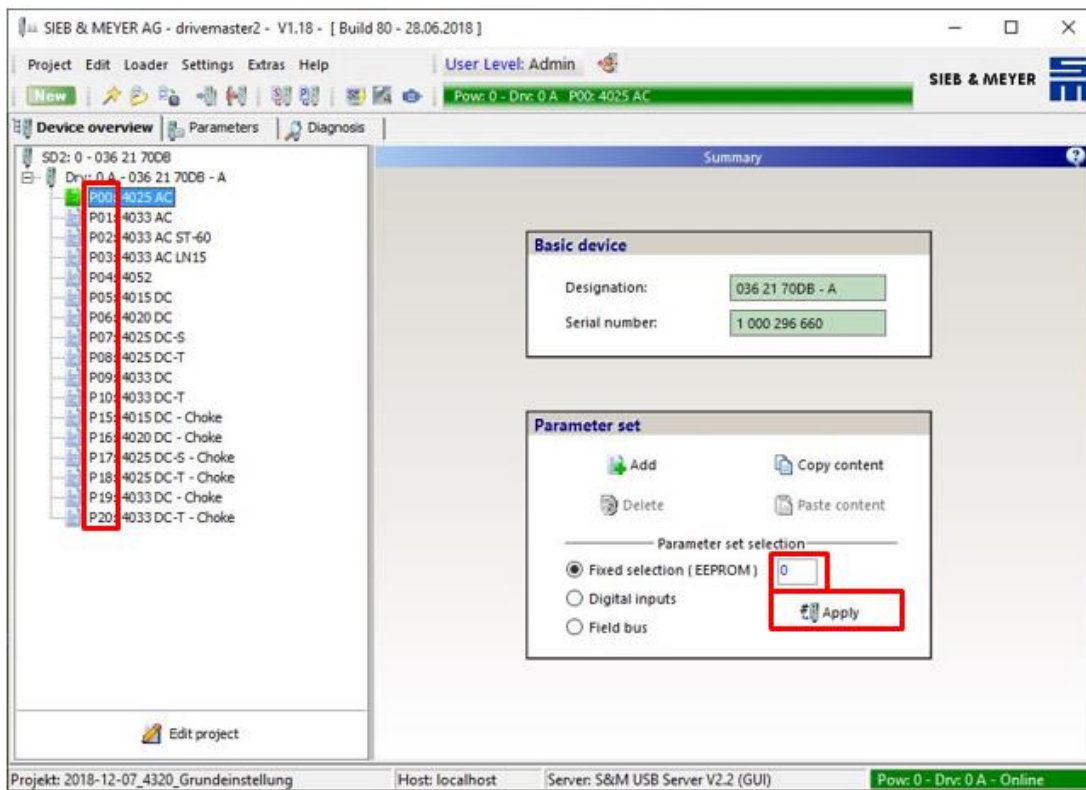 SIEB & MEYER AG - drivemaster2 - V1.18 - [ Build 80 - 28.06.2018 ]
Project Edit Loader Settings Extras Help
User Level: Admin
SIEB & MEYER
New
Pow: 0 - Drv: 0 A P00: 4025 AC
Device overview
Parameters
Diagnosis
SD2: 0 - 036 21 70DB
Drv: 0 A - 036 21 70DB - A
P00: 4025 AC
P01: 4033 AC
P02: 4033 AC ST-60
P03: 4033 AC LN15
P04: 4052
P05: 4015 DC
P06: 4020 DC
P07: 4025 DC-S
P08: 4025 DC-T
P09: 4033 DC
P10: 4033 DC-T
P15: 4015 DC - Choke
P16: 4020 DC - Choke
P17: 4025 DC-S - Choke
P18: 4025 DC-T - Choke
P19: 4033 DC - Choke
P20: 4033 DC-T - Choke
Edit project
Summary
Basic device
Designation: 036 21 70DB - A
Serial number: 1 000 296 660
Parameter set
Add
Copy content
Delete
Paste content
Parameter set selection
Fixed selection ( EEPROM ) 0
Digital inputs
Apply
Field bus
Projekt: 2018-12-07_4320_Grundeinstellung
Host: localhost
Server: S&M USB Server V2.2 (GUI)
Pow: 0 - Drv: 0 A - Online